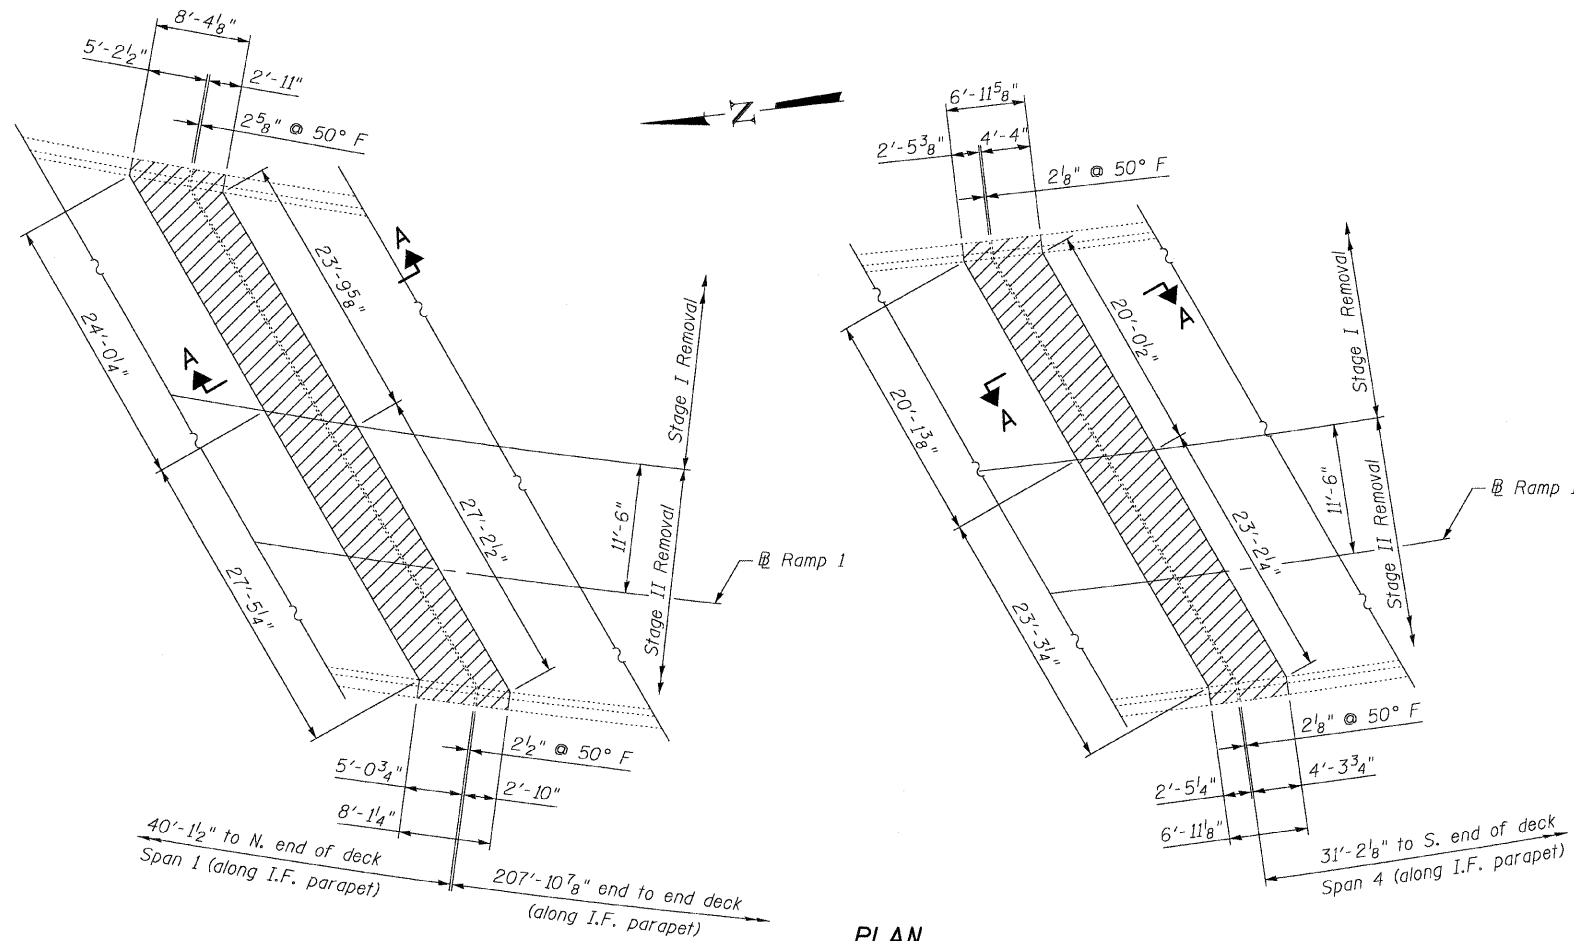 8'-4 1/8"
5'-2 1/2"
2'-11"
2 5/8" @ 50° F
N
6'-11 5/8"
2'-5 3/8"
4'-4"
2 1/8" @ 50° F
A
A
23'-9 5/8"
24'-0 1/4"
27'-2 1/2"
27'-5 1/4"
Stage I Removal
Stage II Removal
11'-6"
℄ Ramp 1
A
A
20'-0 1/2"
20'-1 3/8"
23'-2 1/4"
23'-3 1/4"
Stage I Removal
Stage II Removal
11'-6"
℄ Ramp
2 1/2" @ 50° F
5'-0 3/4"
2'-10"
8'-1 1/4"
40'-1 1/2" to N. end of deck
Span 1 (along I.F. parapet)
207'-10 7/8" end to end deck
(along I.F. parapet)
2 1/8" @ 50° F
2'-5 1/4"
4'-3 3/4"
6'-11 1/8"
31'-2 1/8" to S. end of deck
Span 4 (along I.F. parapet)
PLAN